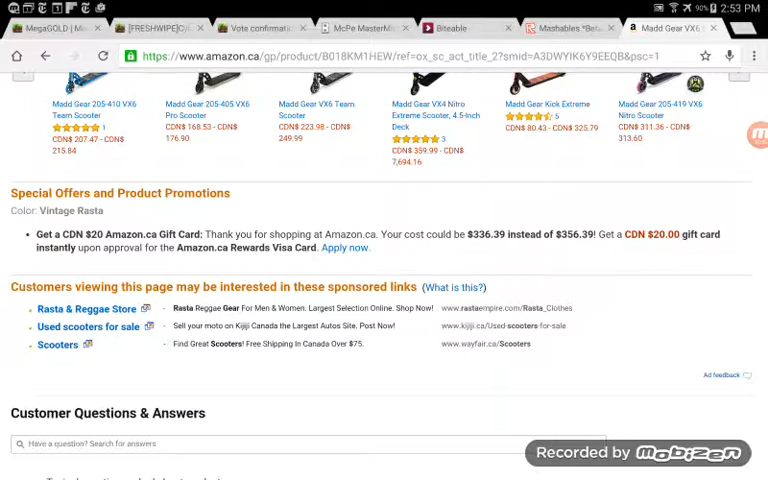 90% 2:53 PM
MegaGOLD | Mi
[FRESHWIPE]Cyl
Vote confirmatio
McPe MasterMi
Biteable
Mashables *Beta
Madd Gear VX6
https://www.amazon.ca/gp/product/B018KM1HEW/ref=ox_sc_act_title_2?smid=A3DWYIK6Y9EEQB&psc=1
Madd Gear 205-410 VX6 Team Scooter
1
CDN$ 207.47 - CDN$ 215.84
Madd Gear 205-405 VX6 Pro Scooter
CDN$ 168.53 - CDN$ 176.90
Madd Gear VX6 Team Scooter
CDN$ 223.98 - CDN$ 249.99
Madd Gear VX4 Nitro Extreme Scooter, 4.5-Inch Deck
3
CDN$ 359.99 - CDN$ 7,694.16
Madd Gear Kick Extreme
5
CDN$ 80.43 - CDN$ 325.79
Madd Gear 205-419 VX6 Nitro Scooter
CDN$ 311.36 - CDN$ 313.60
Special Offers and Product Promotions
Color: Vintage Rasta
Get a CDN $20 Amazon.ca Gift Card: Thank you for shopping at Amazon.ca. Your cost could be $336.39 instead of $356.39! Get a CDN $20.00 gift card
instantly upon approval for the Amazon.ca Rewards Visa Card. Apply now.
Customers viewing this page may be interested in these sponsored links (What is this?)
Rasta & Reggae Store - Rasta Reggae Gear For Men & Women. Largest Selection Online. Shop Now! www.rastaempire.com/Rasta_Clothes
Used scooters for sale - Sell your moto on Kijiji Canada the Largest Autos Site. Post Now! www.kijiji.ca/Used-scooters-for-sale
Scooters - Find Great Scooters! Free Shipping In Canada Over $75. www.wayfair.ca/Scooters
Ad feedback
Customer Questions & Answers
Have a question? Search for answers
Recorded by Mobizen